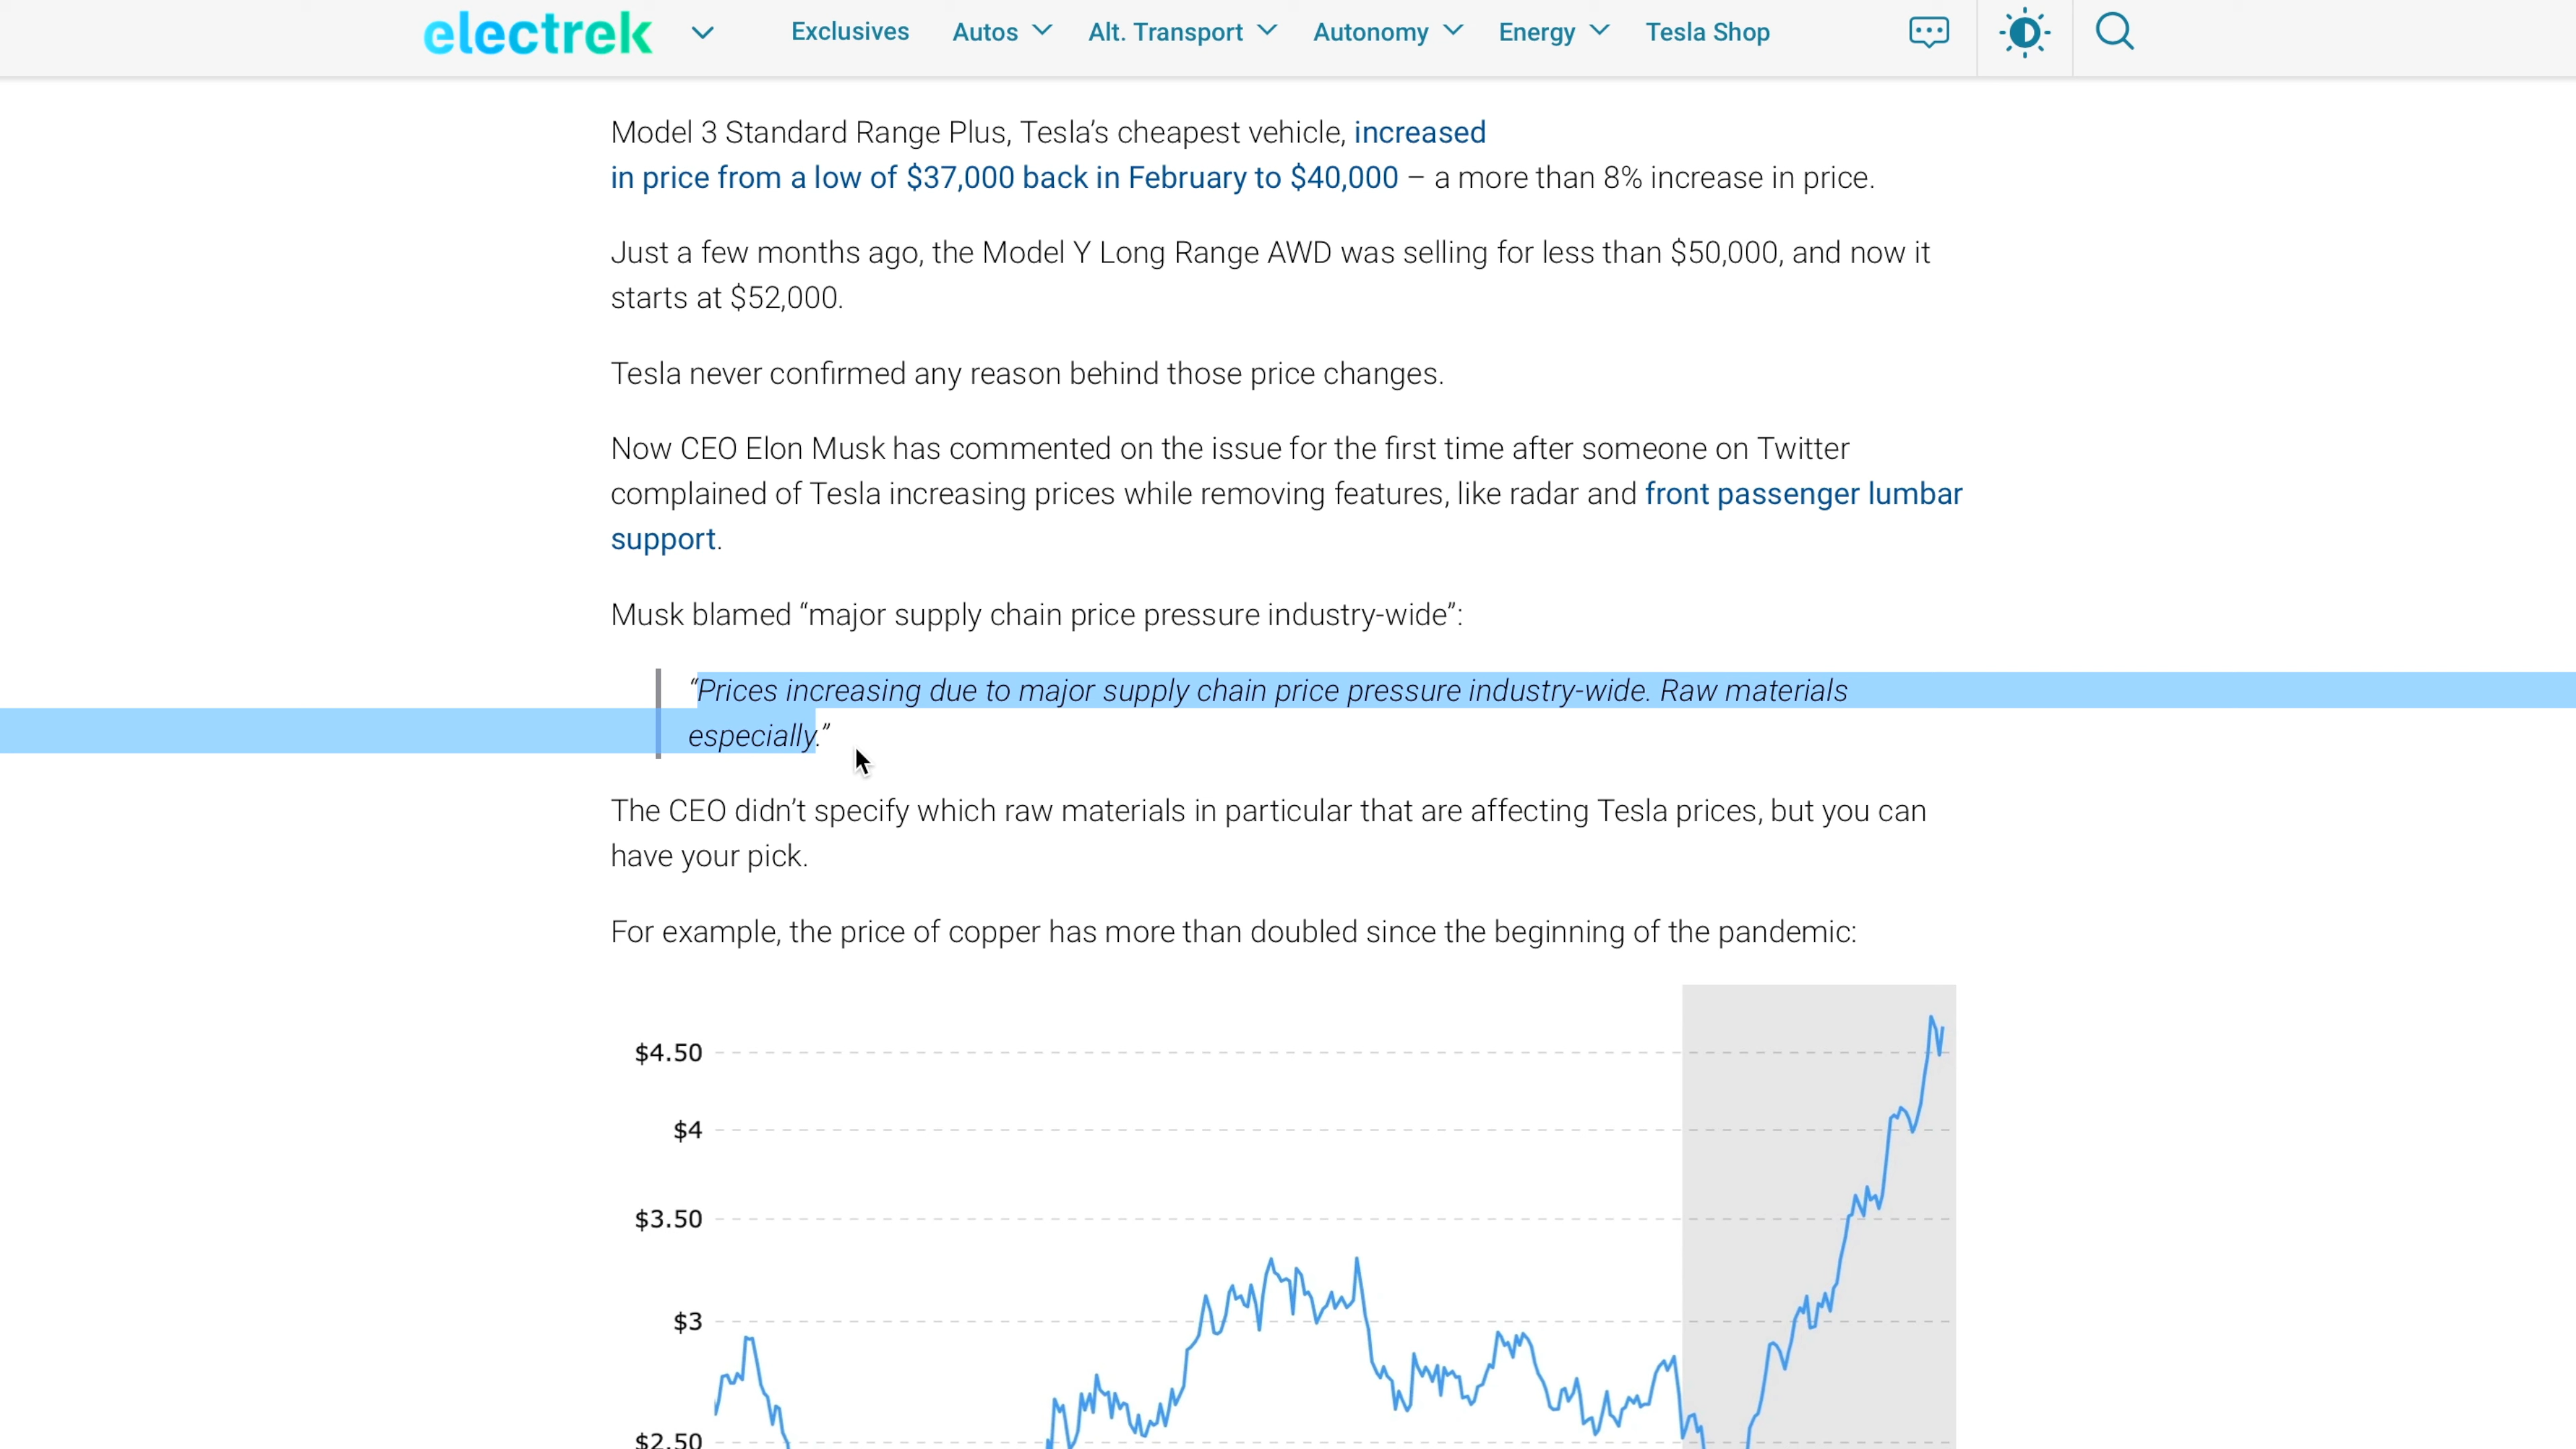 electrek Exclusives Autos Alt. Transport Autonomy Energy Tesla Shop
Model 3 Standard Range Plus, Tesla’s cheapest vehicle, increased
in price from a low of $37,000 back in February to $40,000 – a more than 8% increase in price.
Just a few months ago, the Model Y Long Range AWD was selling for less than $50,000, and now it
starts at $52,000.
Tesla never confirmed any reason behind those price changes.
Now CEO Elon Musk has commented on the issue for the first time after someone on Twitter
complained of Tesla increasing prices while removing features, like radar and front passenger lumbar
support.
Musk blamed “major supply chain price pressure industry-wide”:
“Prices increasing due to major supply chain price pressure industry-wide. Raw materials
especially.”
The CEO didn’t specify which raw materials in particular that are affecting Tesla prices, but you can
have your pick.
For example, the price of copper has more than doubled since the beginning of the pandemic:
$4.50
$4
$3.50
$3
$2.50